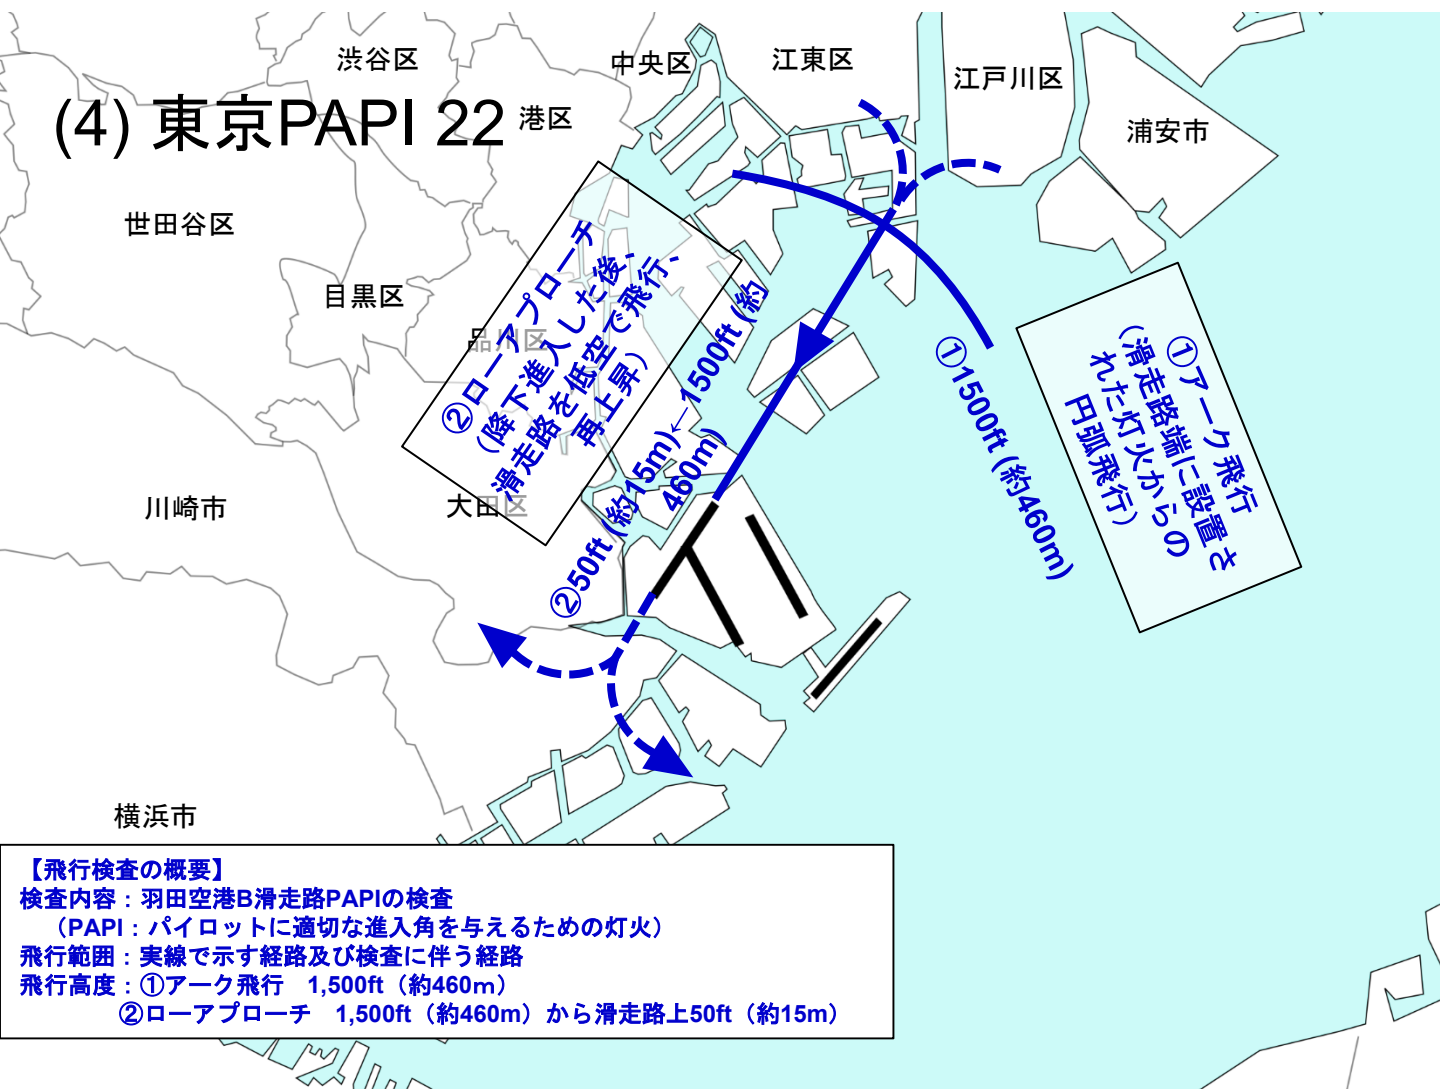 渋谷区
中央区
江東区
江戸川区
(4) 東京PAPI 22
港区
浦安市
世田谷区
目黒区
品川区
大田区
川崎市
横浜市
②ローアプローチ
（降下進入した後、
滑走路を低空で飛行、
再上昇）
②50ft (約15m)←1500ft (約
460m)
①1500ft (約460m)
①アーク飛行
（滑走路端に設置さ
れた灯火からの
円弧飛行）
【飛行検査の概要】
検査内容：羽田空港B滑走路PAPIの検査
（PAPI：パイロットに適切な進入角を与えるための灯火）
飛行範囲：実線で示す経路及び検査に伴う経路
飛行高度：①アーク飛行　1,500ft（約460ｍ）
②ローアプローチ　1,500ft（約460m）から滑走路上50ft（約15m）